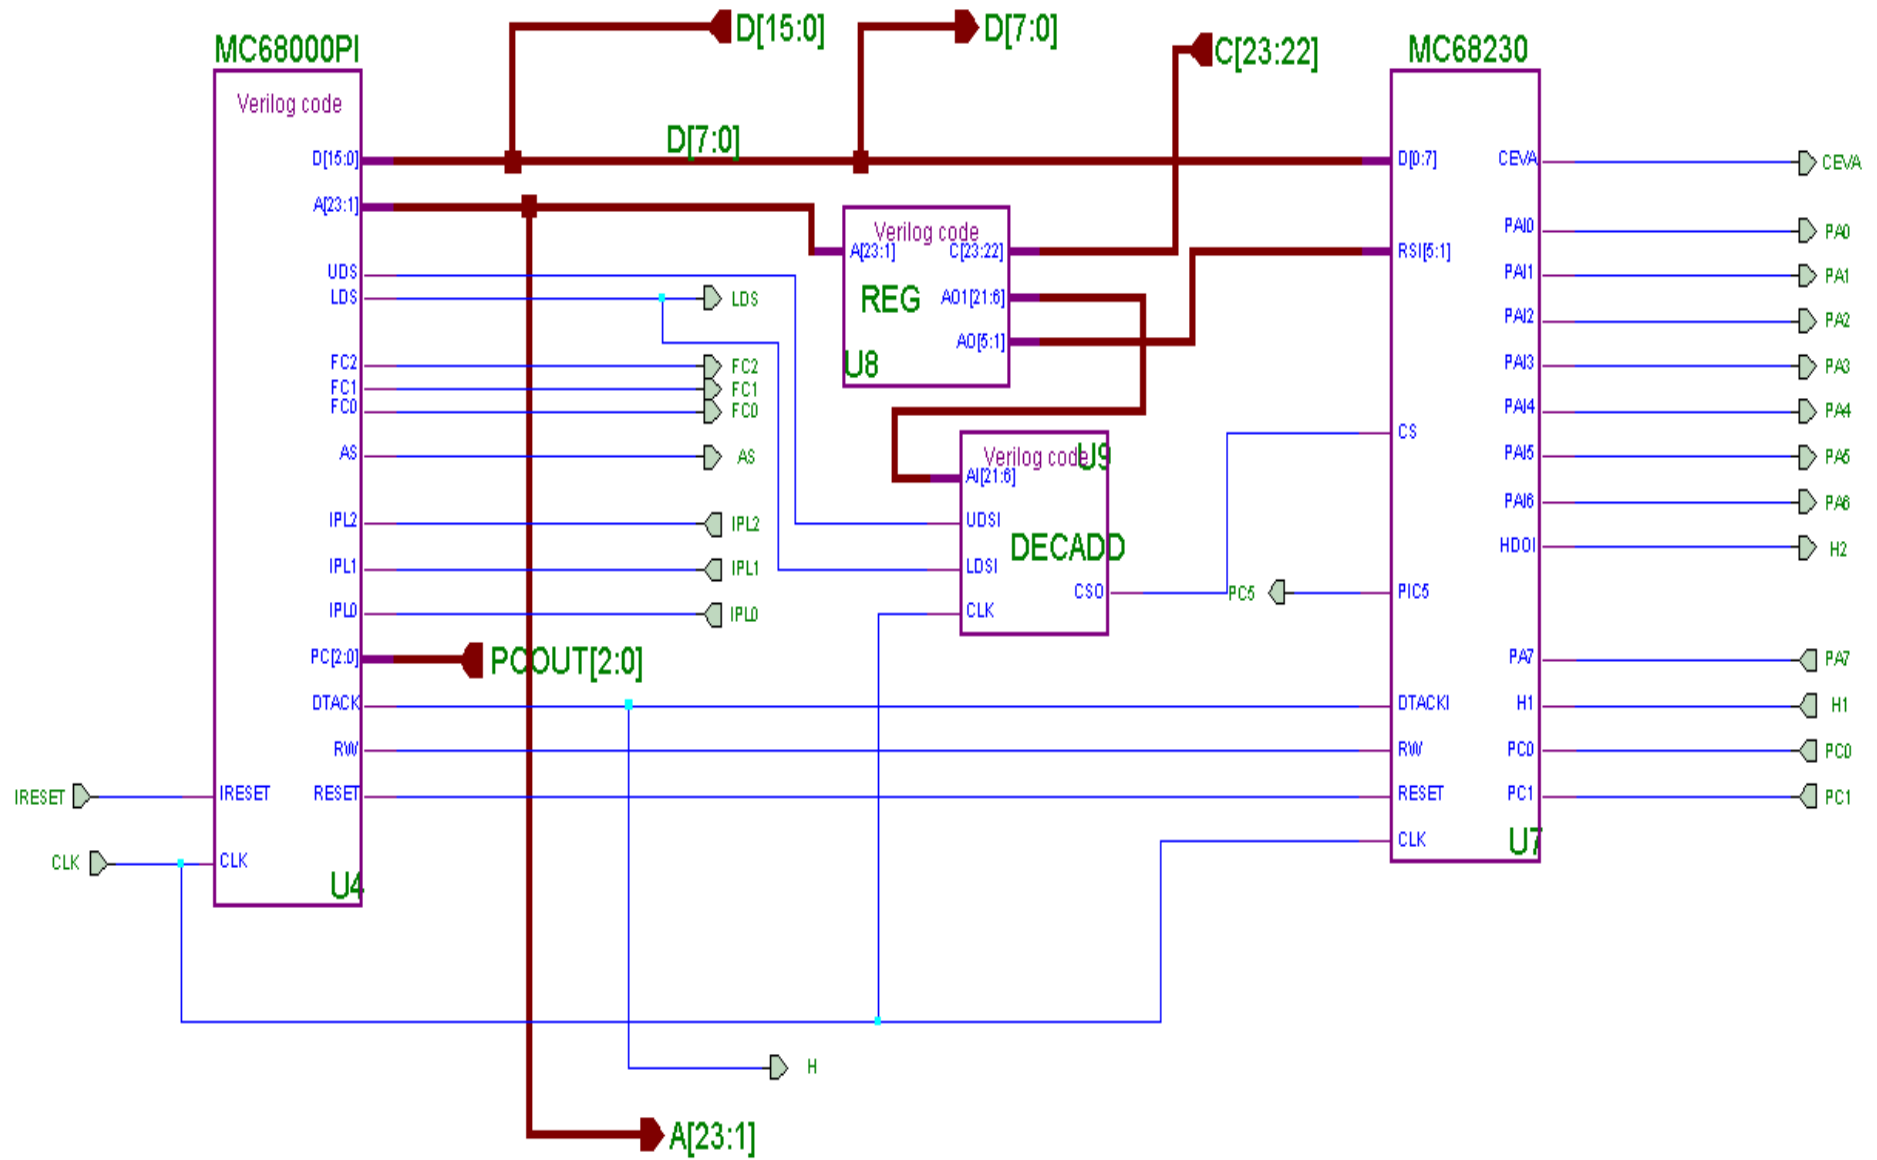 D[15:0]
D[7:0]
C[23:22]
MC68000PI
MC68230
Verilog code
D[7:0]
D[15:0]
A[23:1]
UDS
LDS
FC2
FC1
FC0
AS
IPL2
IPL1
IPL0
PC[2:0]
DTACK
RW
RESET
IRESET
CLK
U4
IRESET
CLK
LDS
FC2
FC1
FC0
AS
IPL2
IPL1
IPL0
PCOUT[2:0]
Verilog code
A[23:1]
C[23:22]
REG
AO1[21:6]
AO[5:1]
U8
Verilog code
U9
AI[21:6]
UDSI
DECADD
LDSI
CSO
CLK
PC5
D[0:7]
RSI[5:1]
CS
PIC5
DTACKI
RW
RESET
CLK
CEVA
PAI0
PAI1
PAI2
PAI3
PAI4
PAI5
PAI6
HDOI
PA7
H1
PC0
PC1
U7
CEVA
PA0
PA1
PA2
PA3
PA4
PA5
PA6
H2
PA7
H1
PC0
PC1
H
A[23:1]